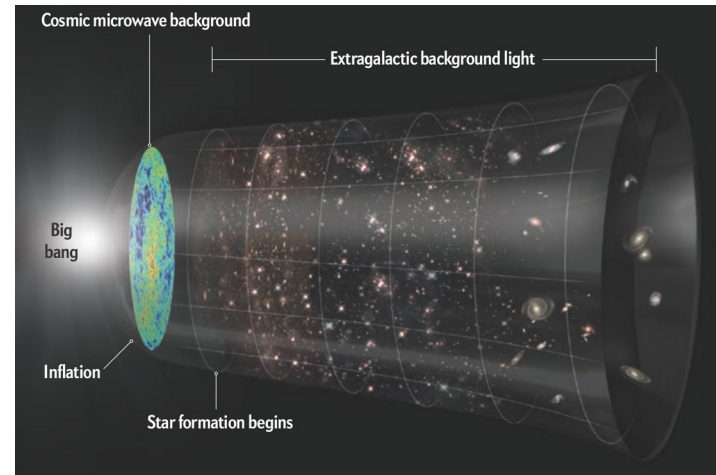 Cosmic microwave background
Extragalactic background light
Big
bang
Inflation
Star formation begins